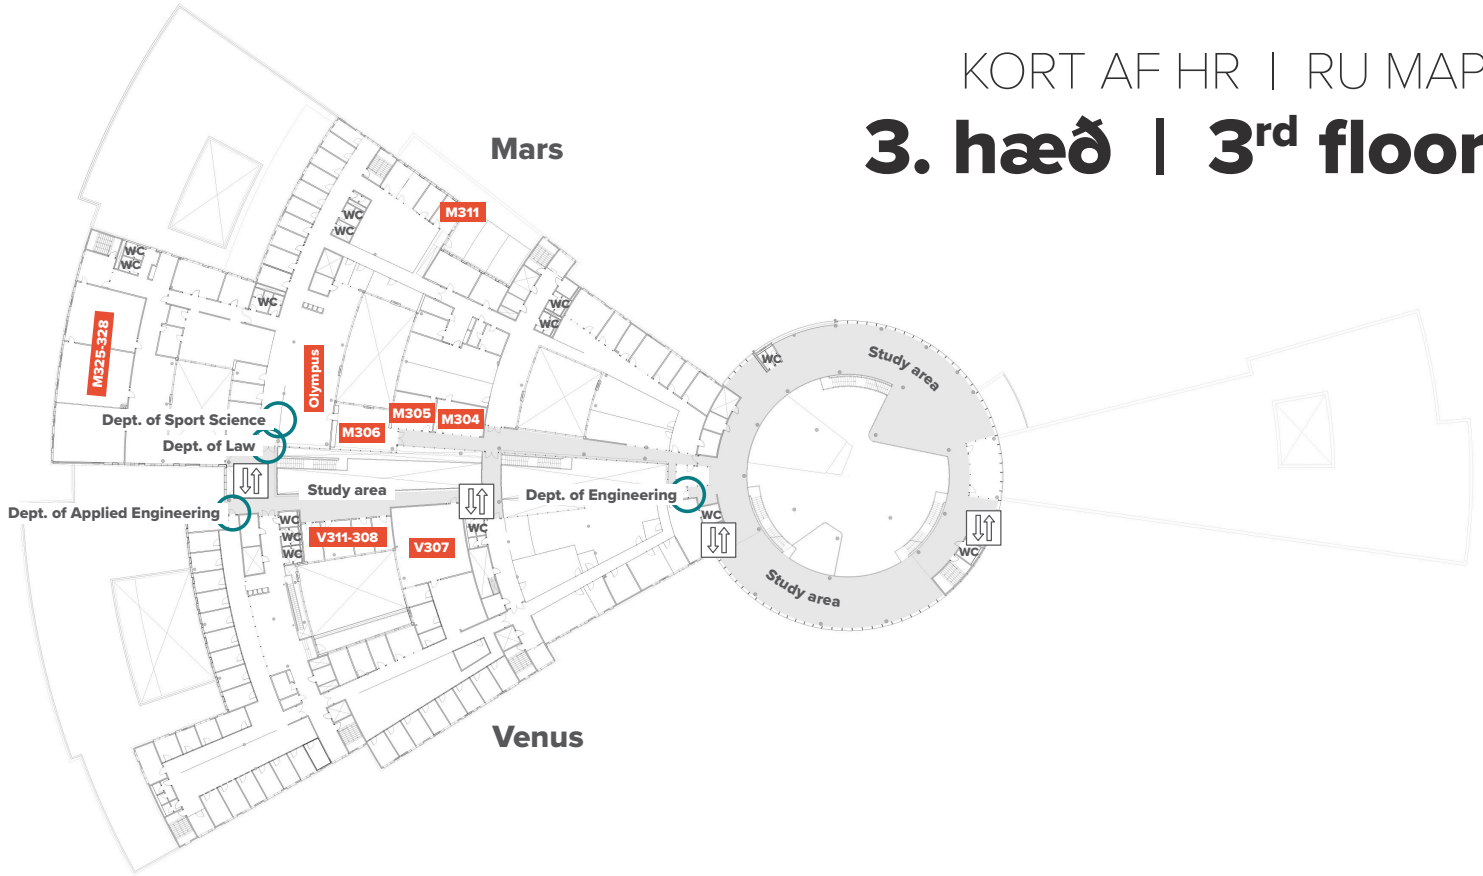 KORT AF HR | RU MAP
3. hæð | 3rd floor
Mars
M311
WC
WC
WC
WC
WC
WC
WC
M325-328
Olympus
WC
Study area
Dept. of Sport Science
M305
M304
M306
Dept. of Law
Study area
Dept. of Engineering
Dept. of Applied Engineering
WC
WC
WC
WC
WC
V311-308
V307
WC
Study area
Venus